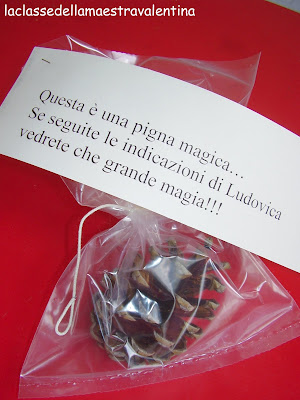 laclassedellamaestravalentina
Questa è una pigna magica...
Se seguite le indicazioni di Ludovica
vedrete che grande magia!!!